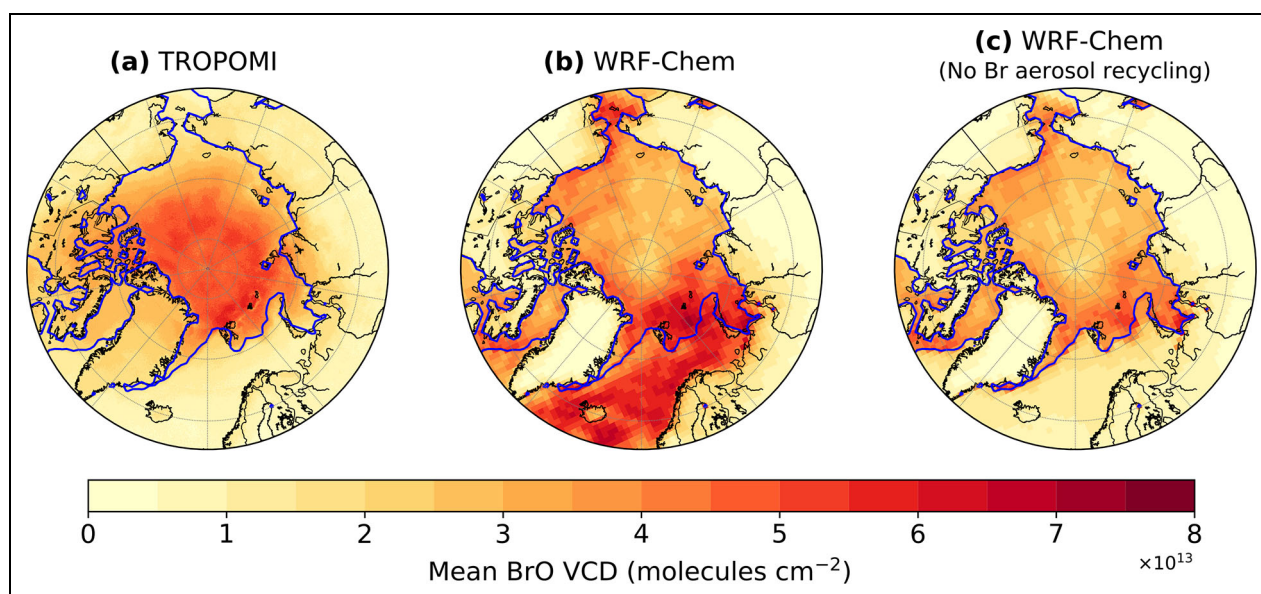 (a) TROPOMI
(b) WRF-Chem
(c) WRF-Chem
(No Br aerosol recycling)
0 1 2 3 4 5 6 7 8
×10¹³
Mean BrO VCD (molecules cm⁻²)